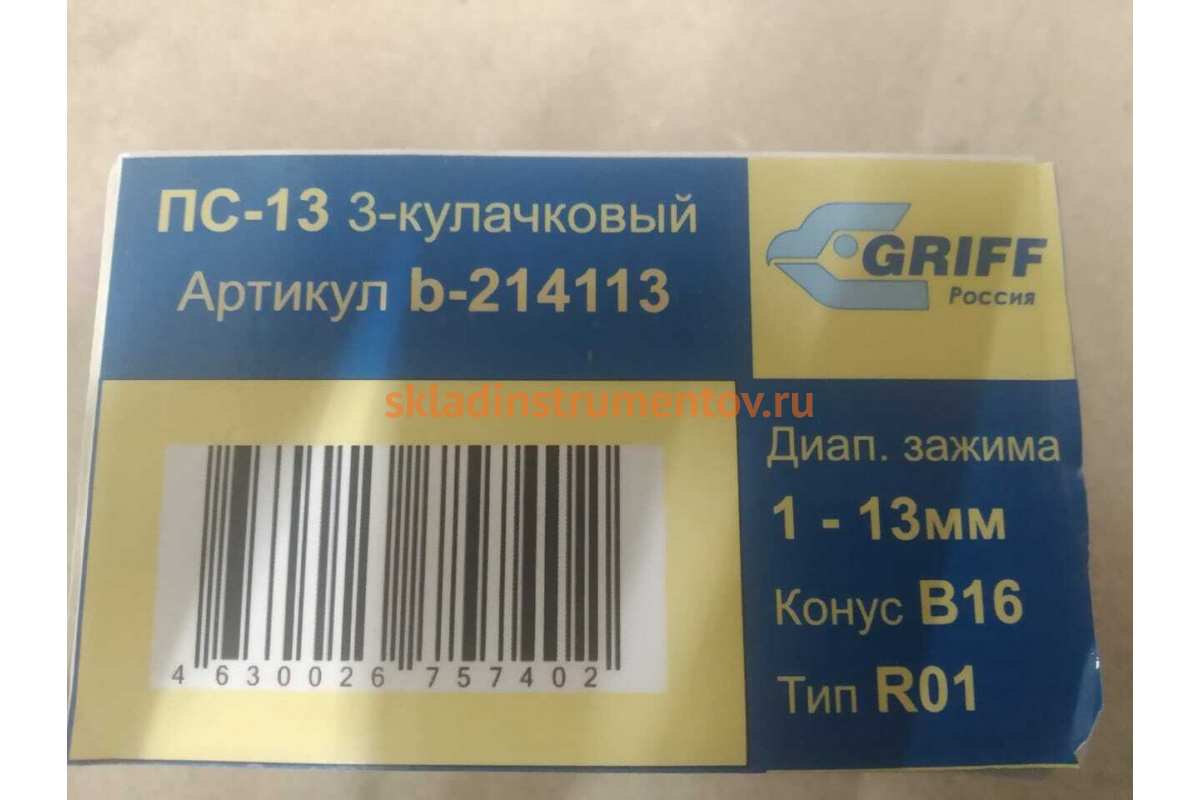 ПС-13 3-кулачковый
Артикул b-214113
GRIFF
Россия
skladinstrumentov.ru
Диап. зажима
1 - 13мм
Конус B16
Тип R01
4 630026 757402